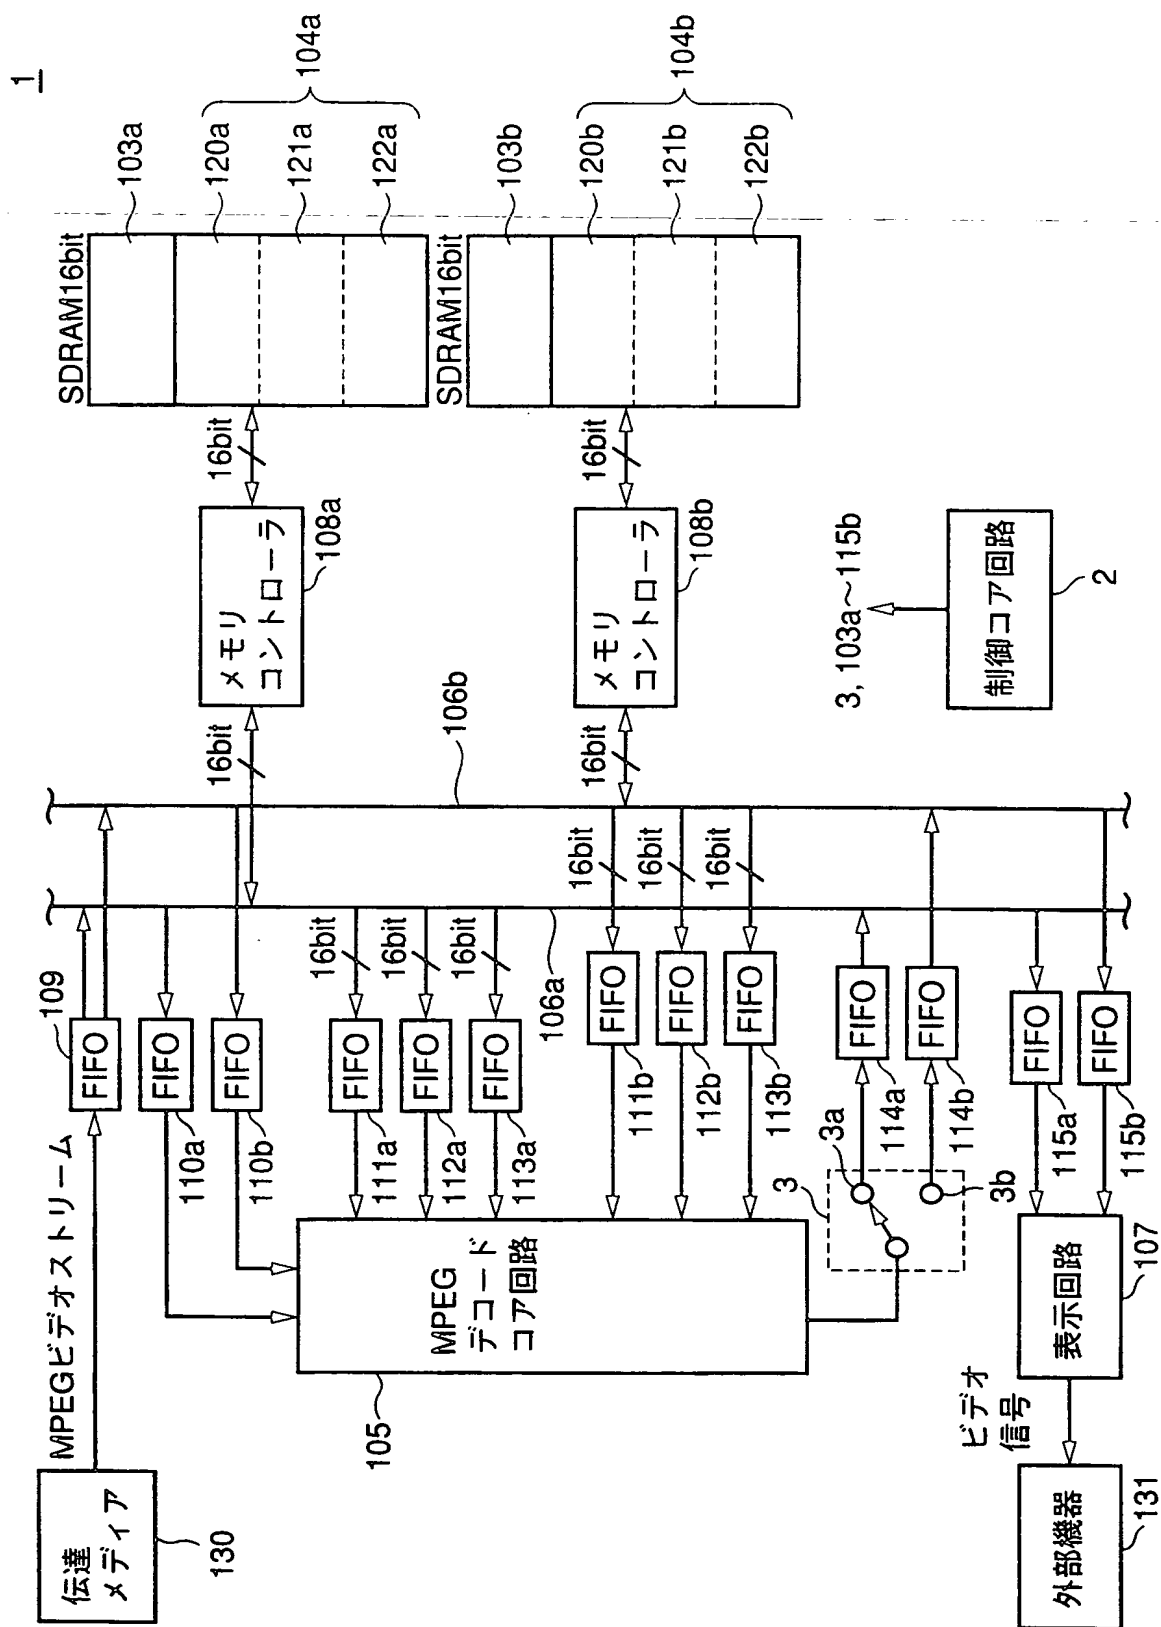 1
伝達
メディア
130
MPEGビデオストリーム
FIFO
109
FIFO
110a
FIFO
110b
MPEG
デコード
コア回路
105
FIFO
111a
16bit
FIFO
112a
16bit
FIFO
113a
16bit
106a
FIFO
111b
16bit
FIFO
112b
16bit
FIFO
113b
16bit
106b
3
3a
3b
FIFO
114a
FIFO
114b
FIFO
115a
FIFO
115b
表示回路
107
ビデオ
信号
外部機器
131
16bit
メモリ
コントローラ
108a
16bit
SDRAM16bit
103a
120a
121a
122a
104a
16bit
メモリ
コントローラ
108b
16bit
SDRAM16bit
103b
120b
121b
122b
104b
3, 103a〜115b
制御コア回路
2